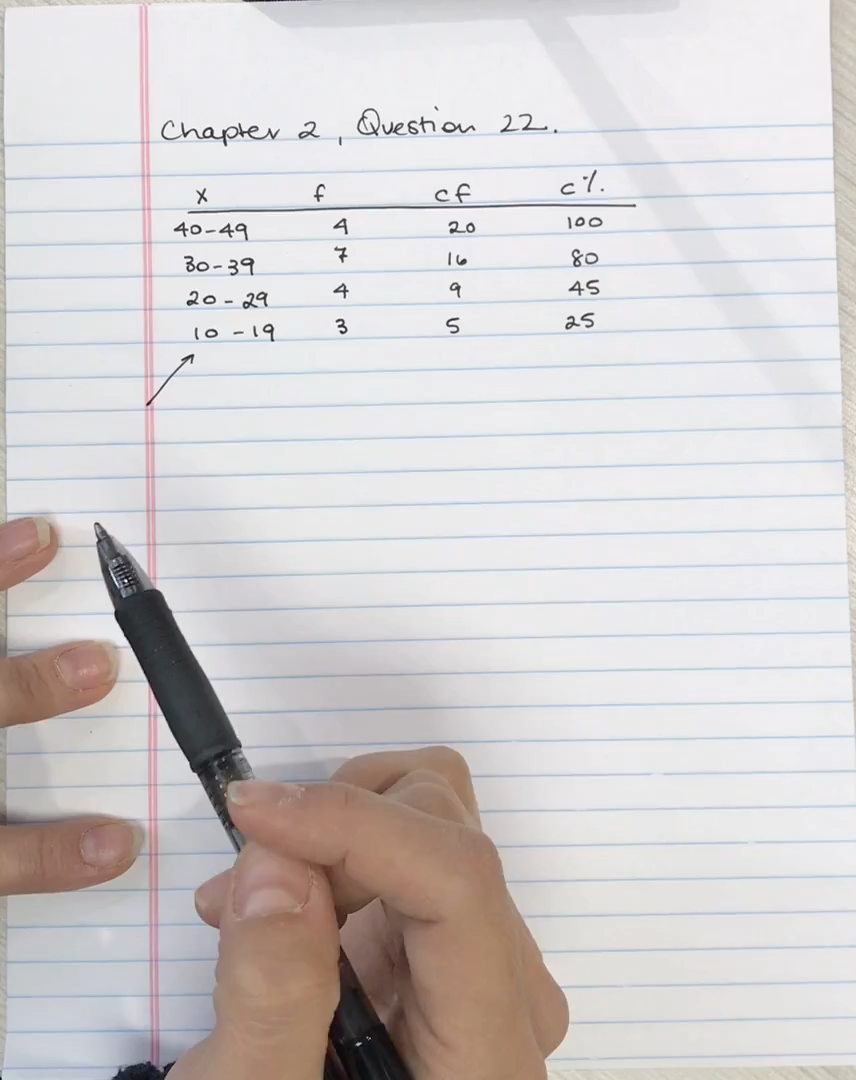 Chapter 2, Question 22.
x f cf c%.
40-49 4 20 100
30-39 7 16 80
20-29 4 9 45
10-19 3 5 25